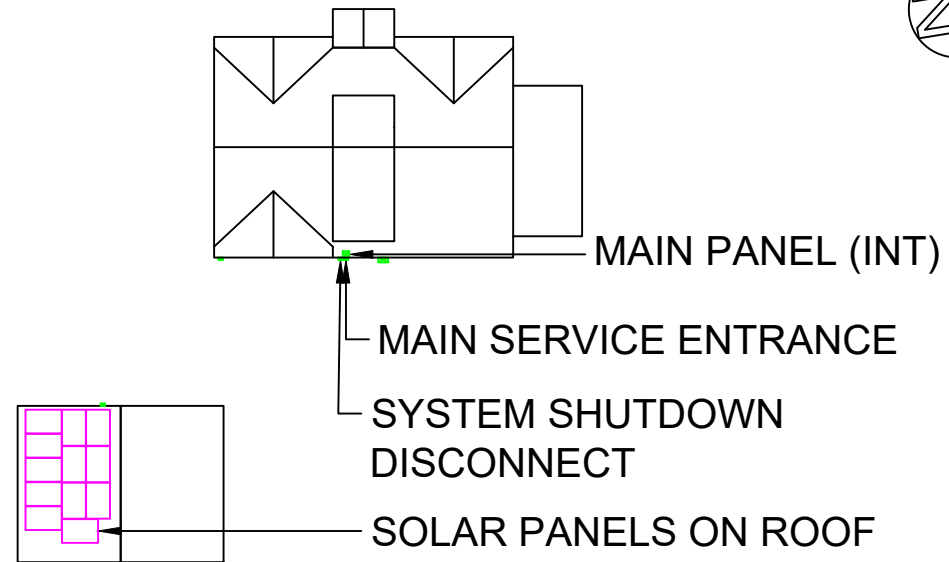 MAIN PANEL (INT)
MAIN SERVICE ENTRANCE
SYSTEM SHUTDOWN
DISCONNECT
SOLAR PANELS ON ROOF